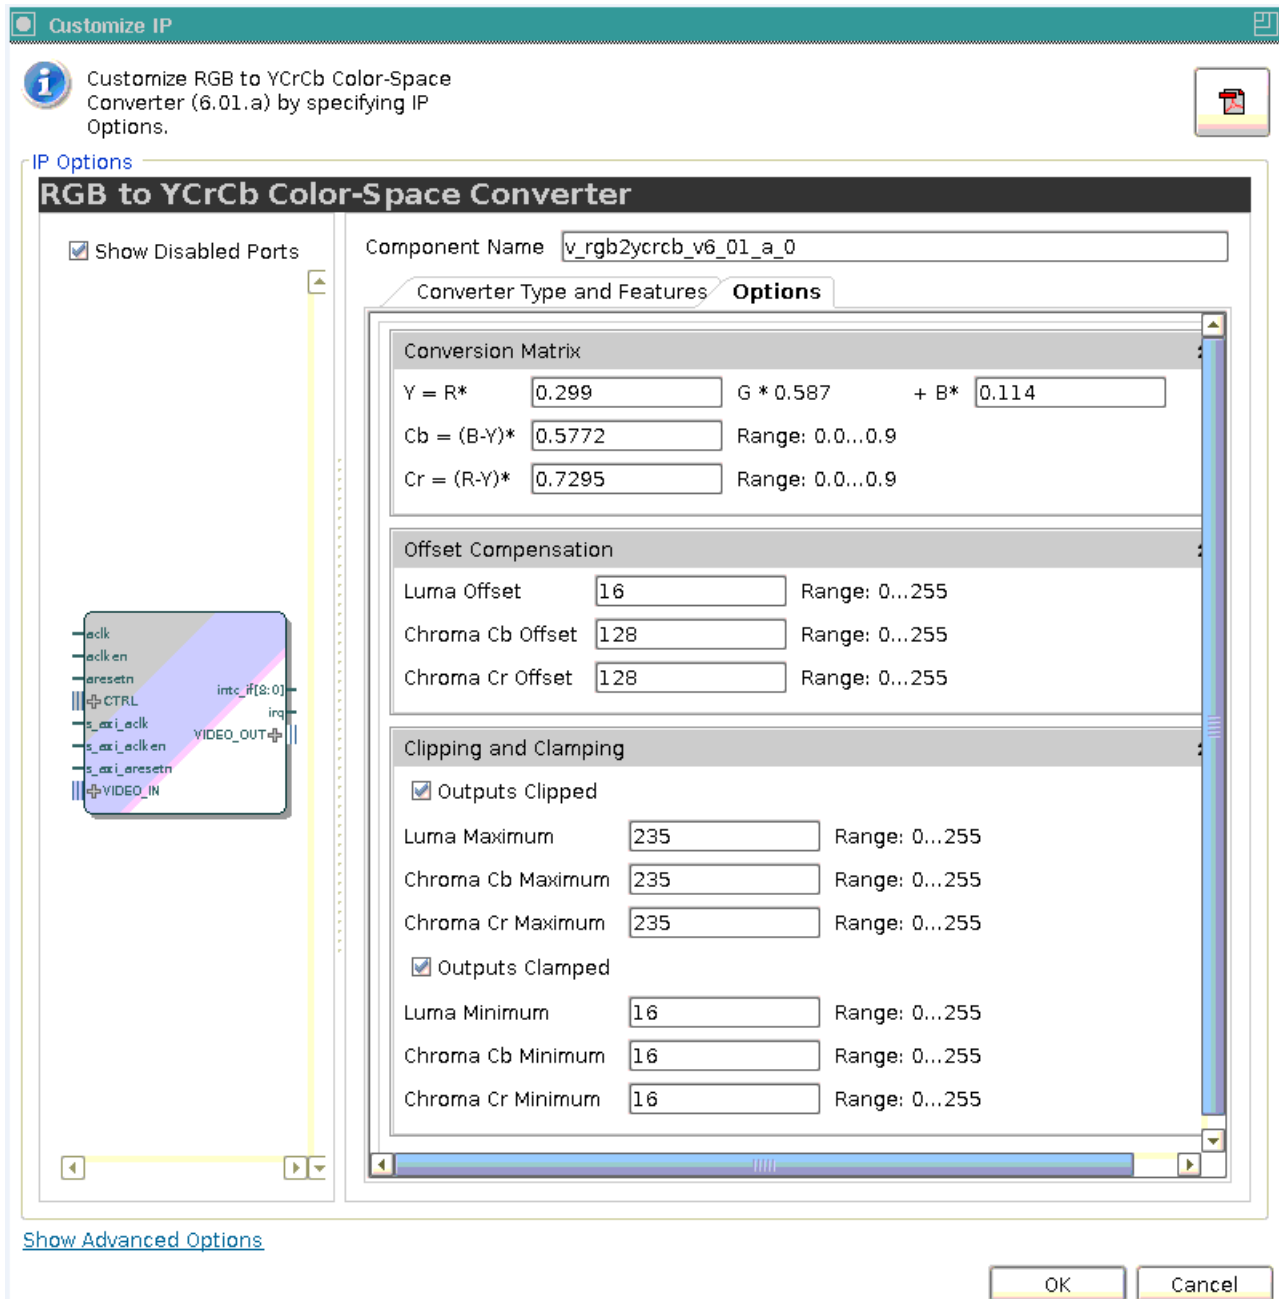 Customize IP
Customize RGB to YCrCb Color-Space
Converter (6.01.a) by specifying IP
Options.
IP Options
RGB to YCrCb Color-Space Converter
Show Disabled Ports
aclk
aclken
aresetn
CTRL
s_axi_aclk
s_axi_aclken
s_axi_aresetn
VIDEO_IN
intc_if[8:0]
irq
VIDEO_OUT
Component Name v_rgb2ycrcb_v6_01_a_0
Converter Type and Features Options
Conversion Matrix
Y = R* 0.299 G * 0.587 + B* 0.114
Cb = (B-Y)* 0.5772 Range: 0.0...0.9
Cr = (R-Y)* 0.7295 Range: 0.0...0.9
Offset Compensation
Luma Offset 16 Range: 0...255
Chroma Cb Offset 128 Range: 0...255
Chroma Cr Offset 128 Range: 0...255
Clipping and Clamping
Outputs Clipped
Luma Maximum 235 Range: 0...255
Chroma Cb Maximum 235 Range: 0...255
Chroma Cr Maximum 235 Range: 0...255
Outputs Clamped
Luma Minimum 16 Range: 0...255
Chroma Cb Minimum 16 Range: 0...255
Chroma Cr Minimum 16 Range: 0...255
Show Advanced Options
OK Cancel